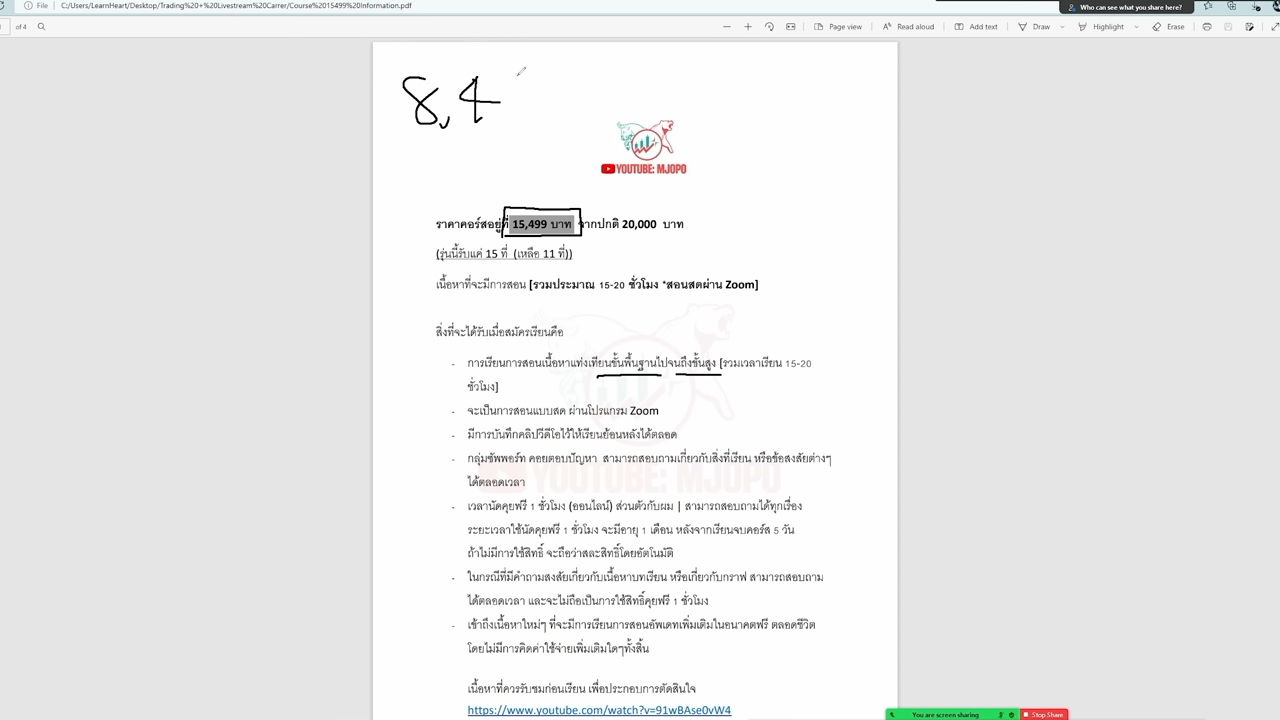 File C:/Users/LearnHeart/Desktop/Trading%20+%20Livestream%20Carrer/Course%2015499%20Information.pdf
Who can see what you share here?
of 4 Page view Read aloud Add text Draw Highlight Erase
8,4
YOUTUBE: MJOPO
ราคาคอร์สอยู่ที่ 15,499 บาท จากปกติ 20,000 บาท
(รุ่นนี้รับแค่ 15 ที่ (เหลือ 11 ที่))
เนื้อหาที่จะมีการสอน [รวมประมาณ 15-20 ชั่วโมง *สอนสดผ่าน Zoom]
สิ่งที่จะได้รับเมื่อสมัครเรียนคือ
- การเรียนการสอนเนื้อหาแท่งเทียนขั้นพื้นฐานไปจนถึงขั้นสูง [รวมเวลาเรียน 15-20
ชั่วโมง]
- จะเป็นการสอนแบบสด ผ่านโปรแกรม Zoom
- มีการบันทึกคลิปวีดีโอไว้ให้เรียนย้อนหลังได้ตลอด
- กลุ่มซัพพอร์ท คอยตอบปัญหา สามารถสอบถามเกี่ยวกับสิ่งที่เรียน หรือข้อสงสัยต่างๆ
ได้ตลอดเวลา
YOUTUBE: MJOPO
- เวลานัดคุยฟรี 1 ชั่วโมง (ออนไลน์) ส่วนตัวกับผม | สามารถสอบถามได้ทุกเรื่อง
ระยะเวลาใช้นัดคุยฟรี 1 ชั่วโมง จะมีอายุ 1 เดือน หลังจากเรียนจบคอร์ส 5 วัน
ถ้าไม่มีการใช้สิทธิ์ จะถือว่าสละสิทธิ์โดยอัตโนมัติ
- ในกรณีที่มีคำถามสงสัยเกี่ยวกับเนื้อหาบทเรียน หรือเกี่ยวกับกราฟ สามารถสอบถาม
ได้ตลอดเวลา และจะไม่ถือเป็นการใช้สิทธิ์คุยฟรี 1 ชั่วโมง
- เข้าถึงเนื้อหาใหม่ๆ ที่จะมีการเรียนการสอนอัพเดทเพิ่มเติมในอนาคตฟรี ตลอดชีวิต
โดยไม่มีการคิดค่าใช้จ่ายเพิ่มเติมใดๆทั้งสิ้น
เนื้อหาที่ควรรับชมก่อนเรียน เพื่อประกอบการตัดสินใจ
https://www.youtube.com/watch?v=91wBAse0vW4
You are screen sharing Stop Share